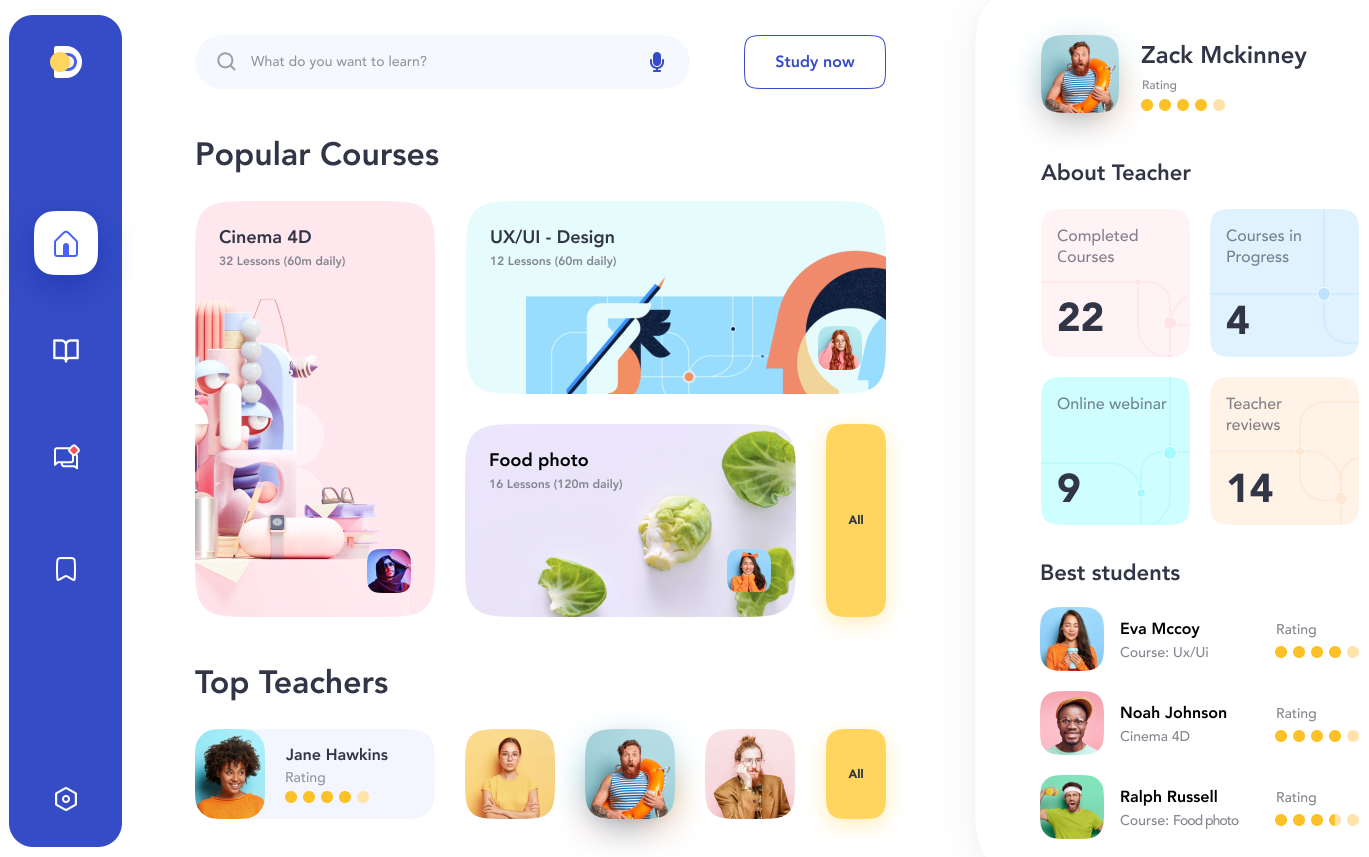 What do you want to learn?
Study now
Popular Courses
Cinema 4D
32 Lessons (60m daily)
UX/UI - Design
12 Lessons (60m daily)
Food photo
16 Lessons (120m daily)
All
Top Teachers
Jane Hawkins
Rating
All
Zack Mckinney
Rating
About Teacher
Completed
Courses
22
Courses in
Progress
4
Online webinar
9
Teacher
reviews
14
Best students
Eva Mccoy
Course: Ux/Ui
Rating
Noah Johnson
Cinema 4D
Rating
Ralph Russell
Course: Food photo
Rating